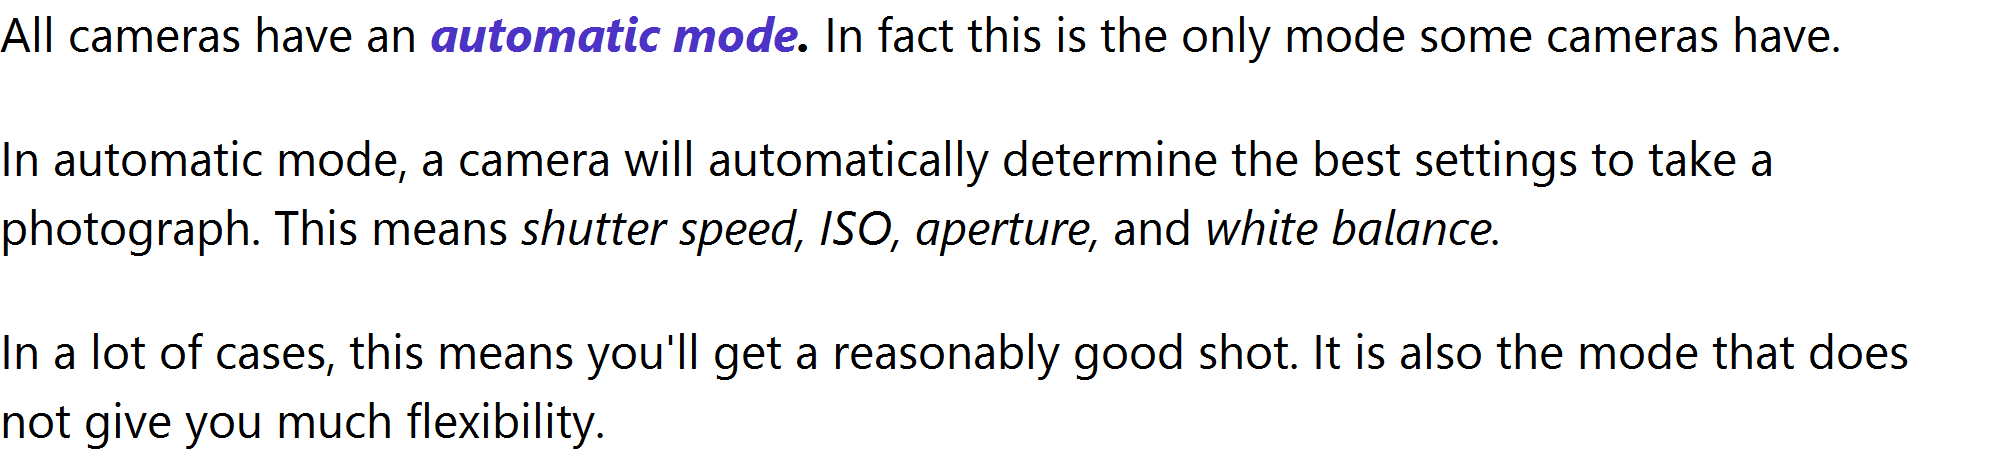 All cameras have an automatic mode. In fact this is the only mode some cameras have.
In automatic mode, a camera will automatically determine the best settings to take a
photograph. This means shutter speed, ISO, aperture, and white balance.
In a lot of cases, this means you'll get a reasonably good shot. It is also the mode that does
not give you much flexibility.